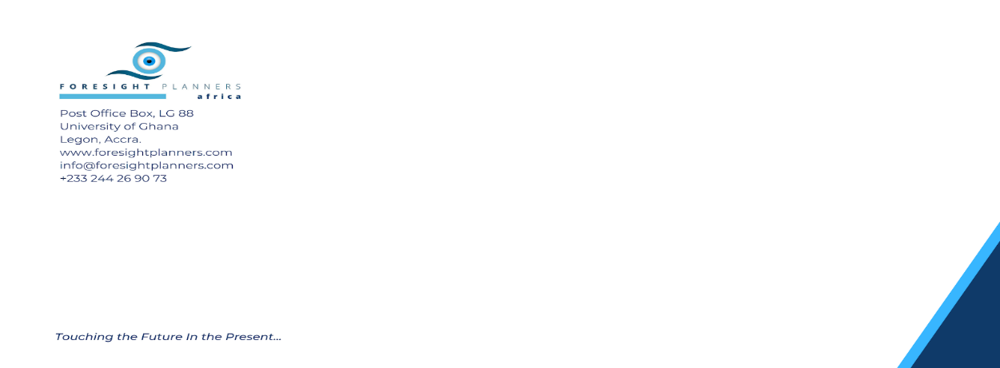 FORESIGHT PLANNERS
africa
Post Office Box, LG 88
University of Ghana
Legon, Accra.
www.foresightplanners.com
info@foresightplanners.com
+233 244 26 90 73
Touching the Future In the Present...